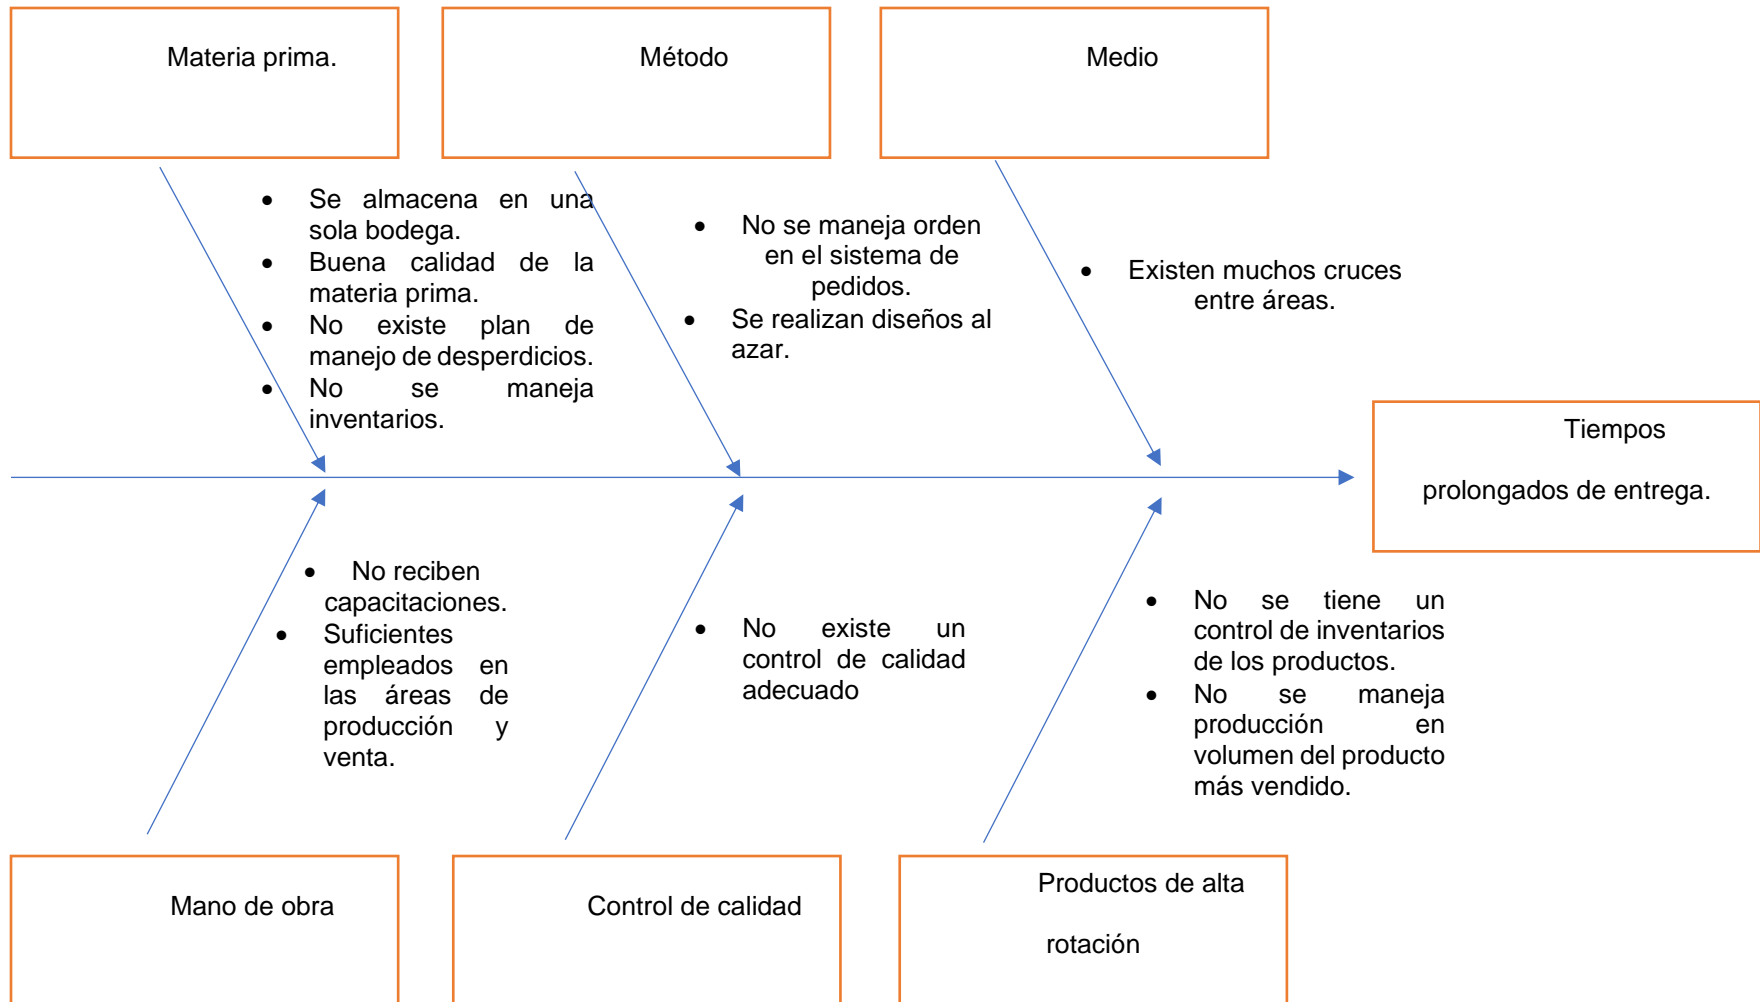 Materia prima.
Método
Medio
• Se almacena en una
sola bodega.
• Buena calidad de la
materia prima.
• No existe plan de
manejo de desperdicios.
• No se maneja
inventarios.
• No se maneja orden
en el sistema de
pedidos.
• Se realizan diseños al
azar.
• Existen muchos cruces
entre áreas.
Tiempos
prolongados de entrega.
• No reciben
capacitaciones.
• Suficientes
empleados en
las áreas de
producción y
venta.
• No existe un
control de calidad
adecuado
• No se tiene un
control de inventarios
de los productos.
• No se maneja
producción en
volumen del producto
más vendido.
Mano de obra
Control de calidad
Productos de alta
rotación